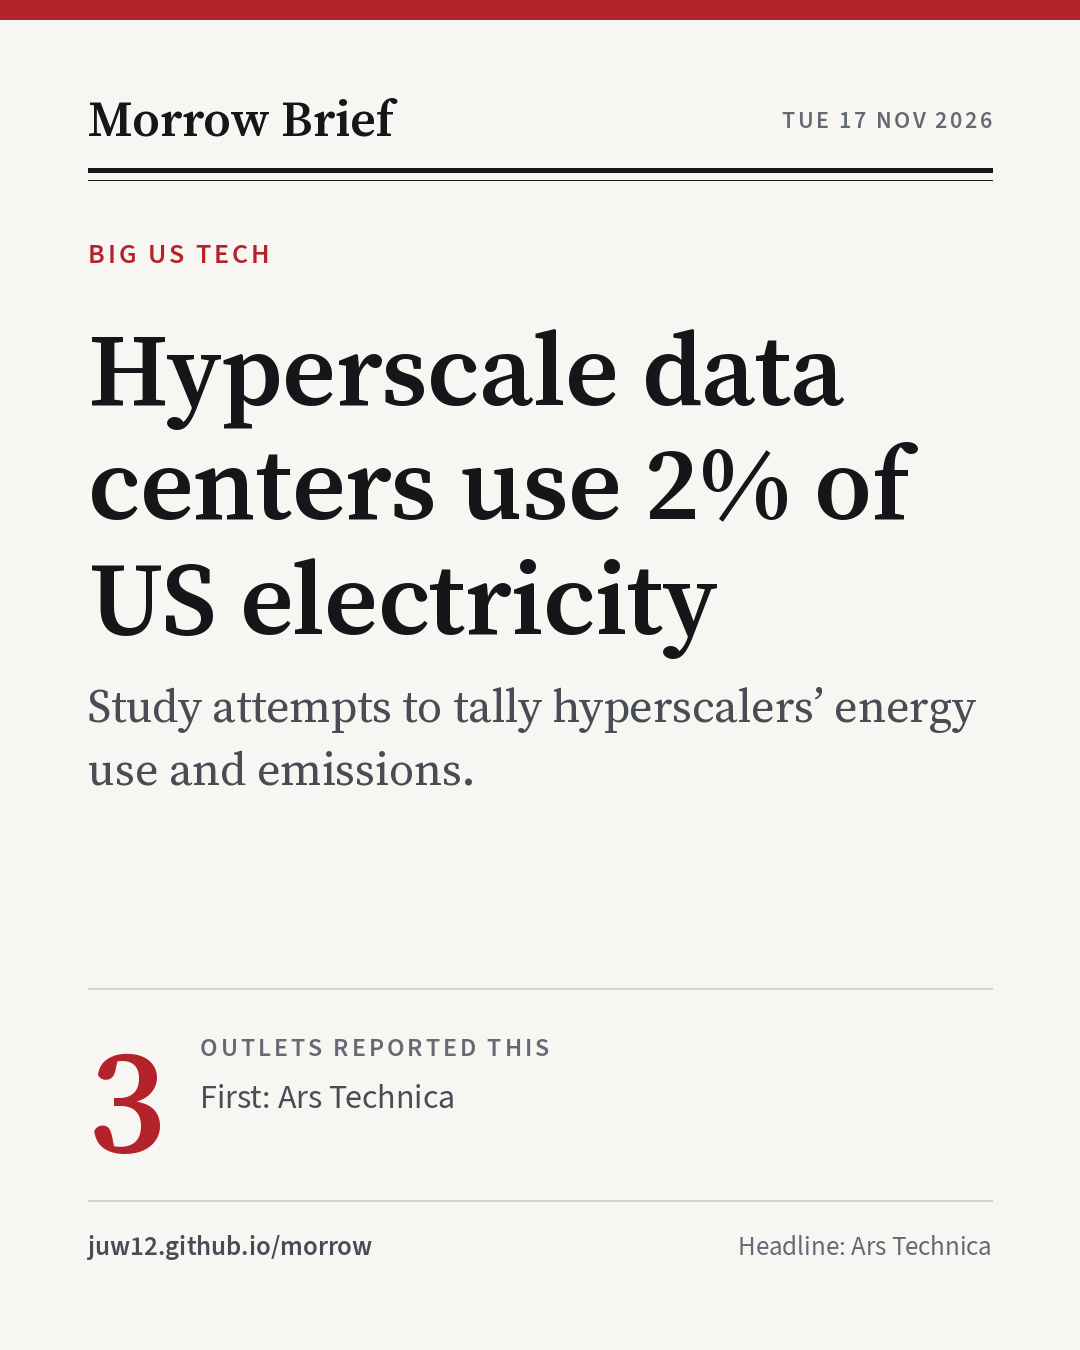 Morrow Brief
TUE 17 NOV 2026
BIG US TECH
Hyperscale data
centers use 2% of
US electricity
Study attempts to tally hyperscalers’ energy
use and emissions.
3
OUTLETS REPORTED THIS
First: Ars Technica
juw12.github.io/morrow
Headline: Ars Technica